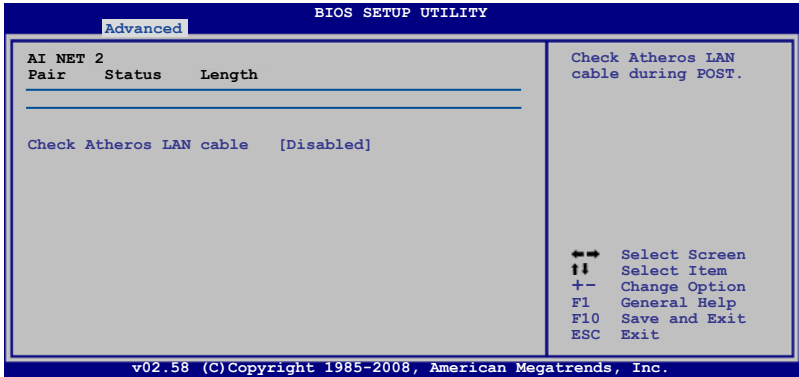 BIOS SETUP UTILITY
Advanced
AI NET 2
Pair Status Length
Check Atheros LAN cable [Disabled]
Check Atheros LAN
cable during POST.
←→ Select Screen
↑↓ Select Item
+- Change Option
F1 General Help
F10 Save and Exit
ESC Exit
v02.58 (C)Copyright 1985-2008, American Megatrends, Inc.